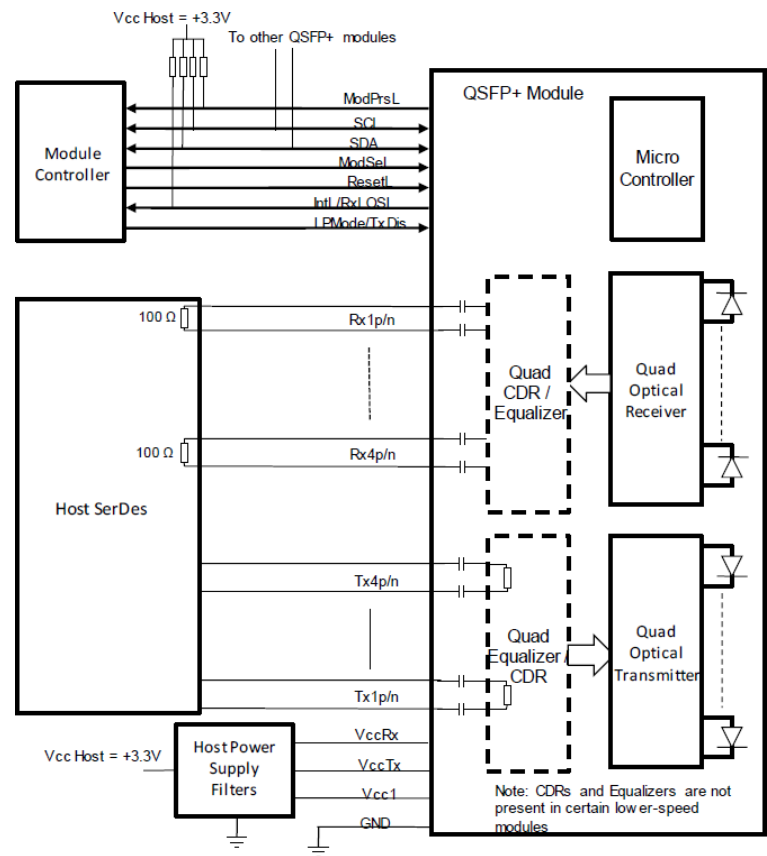 Vcc Host = +3.3V
To other QSFP+ modules
QSFP+ Module
ModPrsL
SCL
SDA
ModSeL
ResetL
IntL/RxLOSL
LPMode/TxDis
Module
Controller
Micro
Controller
100 Ω
Rx1p/n
Quad
CDR /
Equalizer
Quad
Optical
Receiver
100 Ω
Rx4p/n
Host SerDes
Tx4p/n
Quad
Equalizer /
CDR
Quad
Optical
Transmitter
Tx1p/n
Vcc Host = +3.3V
Host Power
Supply
Filters
VccRx
VccTx
Vcc1
GND
Note: CDRs and Equalizers are not
present in certain lower-speed
modules